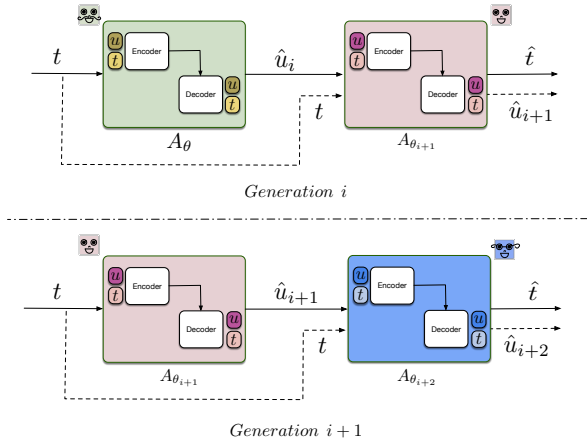 t
u
t
Encoder
Decoder
u
t
A_θ
û_i
t
u
t
Encoder
Decoder
u
t
A_{θ_{i+1}}
t̂
û_{i+1}
Generation i
t
u
t
Encoder
Decoder
u
t
A_{θ_{i+1}}
û_{i+1}
t
u
t
Encoder
Decoder
u
t
A_{θ_{i+2}}
t̂
û_{i+2}
Generation i + 1